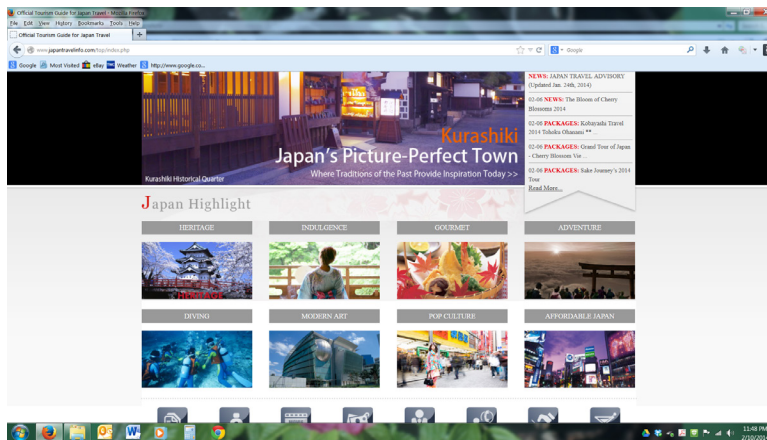 Official Tourism Guide for Japan Travel - Mozilla Firefox
File Edit View History Bookmarks Tools Help
Official Tourism Guide for Japan Travel
www.japantravelinfo.com/top/index.php
Google
Google Most Visited eBay Weather http://www.google.co...
NEWS: JAPAN TRAVEL ADVISORY
(Updated Jan. 24th, 2014)
02-06 NEWS: The Bloom of Cherry
Blossoms 2014
02-06 PACKAGES: Kobayashi Travel
2014 Tohoku Ohanami ** ...
02-06 PACKAGES: Grand Tour of Japan
- Cherry Blossom Vie ...
02-06 PACKAGES: Sake Journey's 2014
Tour
Read More...
Kurashiki
Japan's Picture-Perfect Town
Where Traditions of the Past Provide Inspiration Today >>
Kurashiki Historical Quarter
Japan Highlight
HERITAGE INDULGENCE GOURMET ADVENTURE
HERITAGE
DIVING MODERN ART POP CULTURE AFFORDABLE JAPAN
11:48 PM